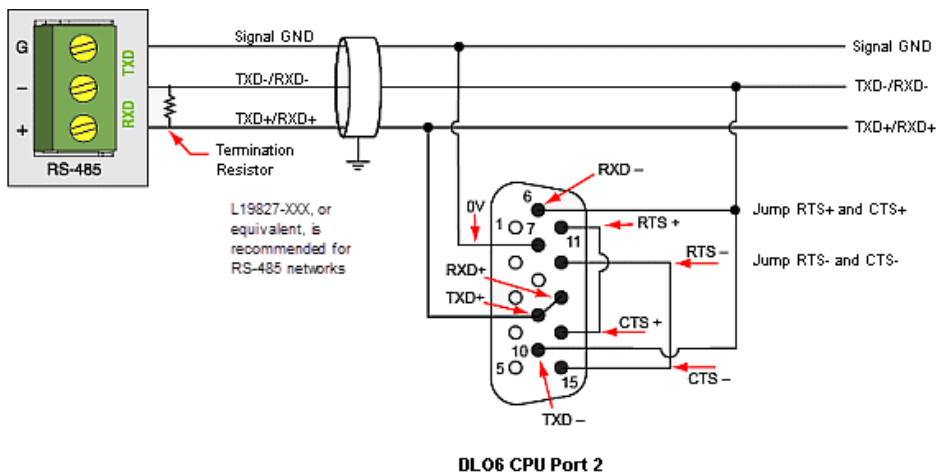 G
TXD
–
RXD
+
RS-485
Signal GND
TXD-/RXD-
TXD+/RXD+
Signal GND
TXD-/RXD-
TXD+/RXD+
Termination
Resistor
L19827-XXX, or
equivalent, is
recommended for
RS-485 networks
RXD –
0V
6
1
7
11
RTS +
Jump RTS+ and CTS+
RTS –
Jump RTS- and CTS-
RXD+
TXD+
CTS +
10
5
15
CTS –
TXD –
DL06 CPU Port 2